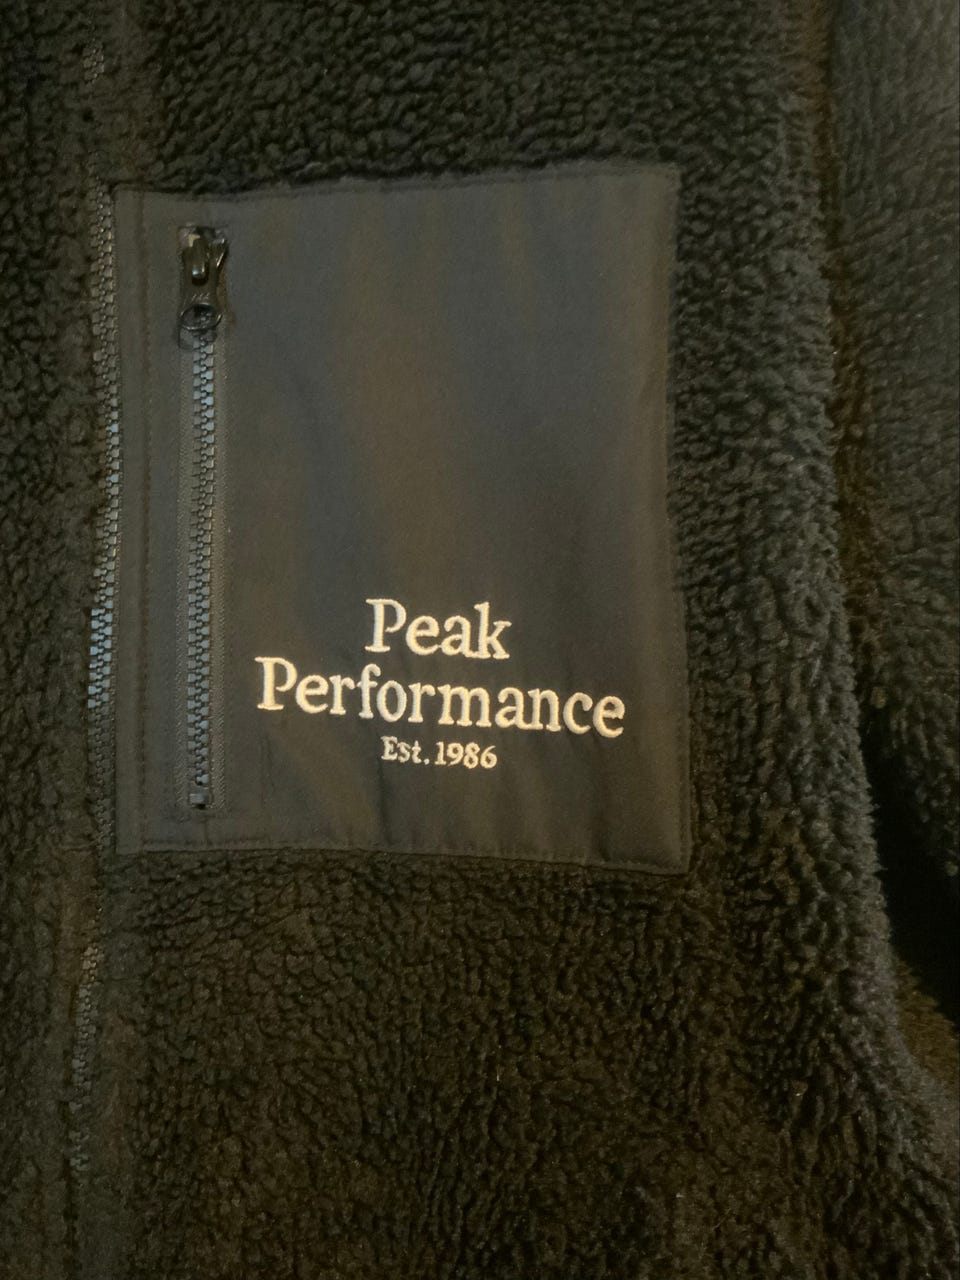 Peak
Performance
Est. 1986